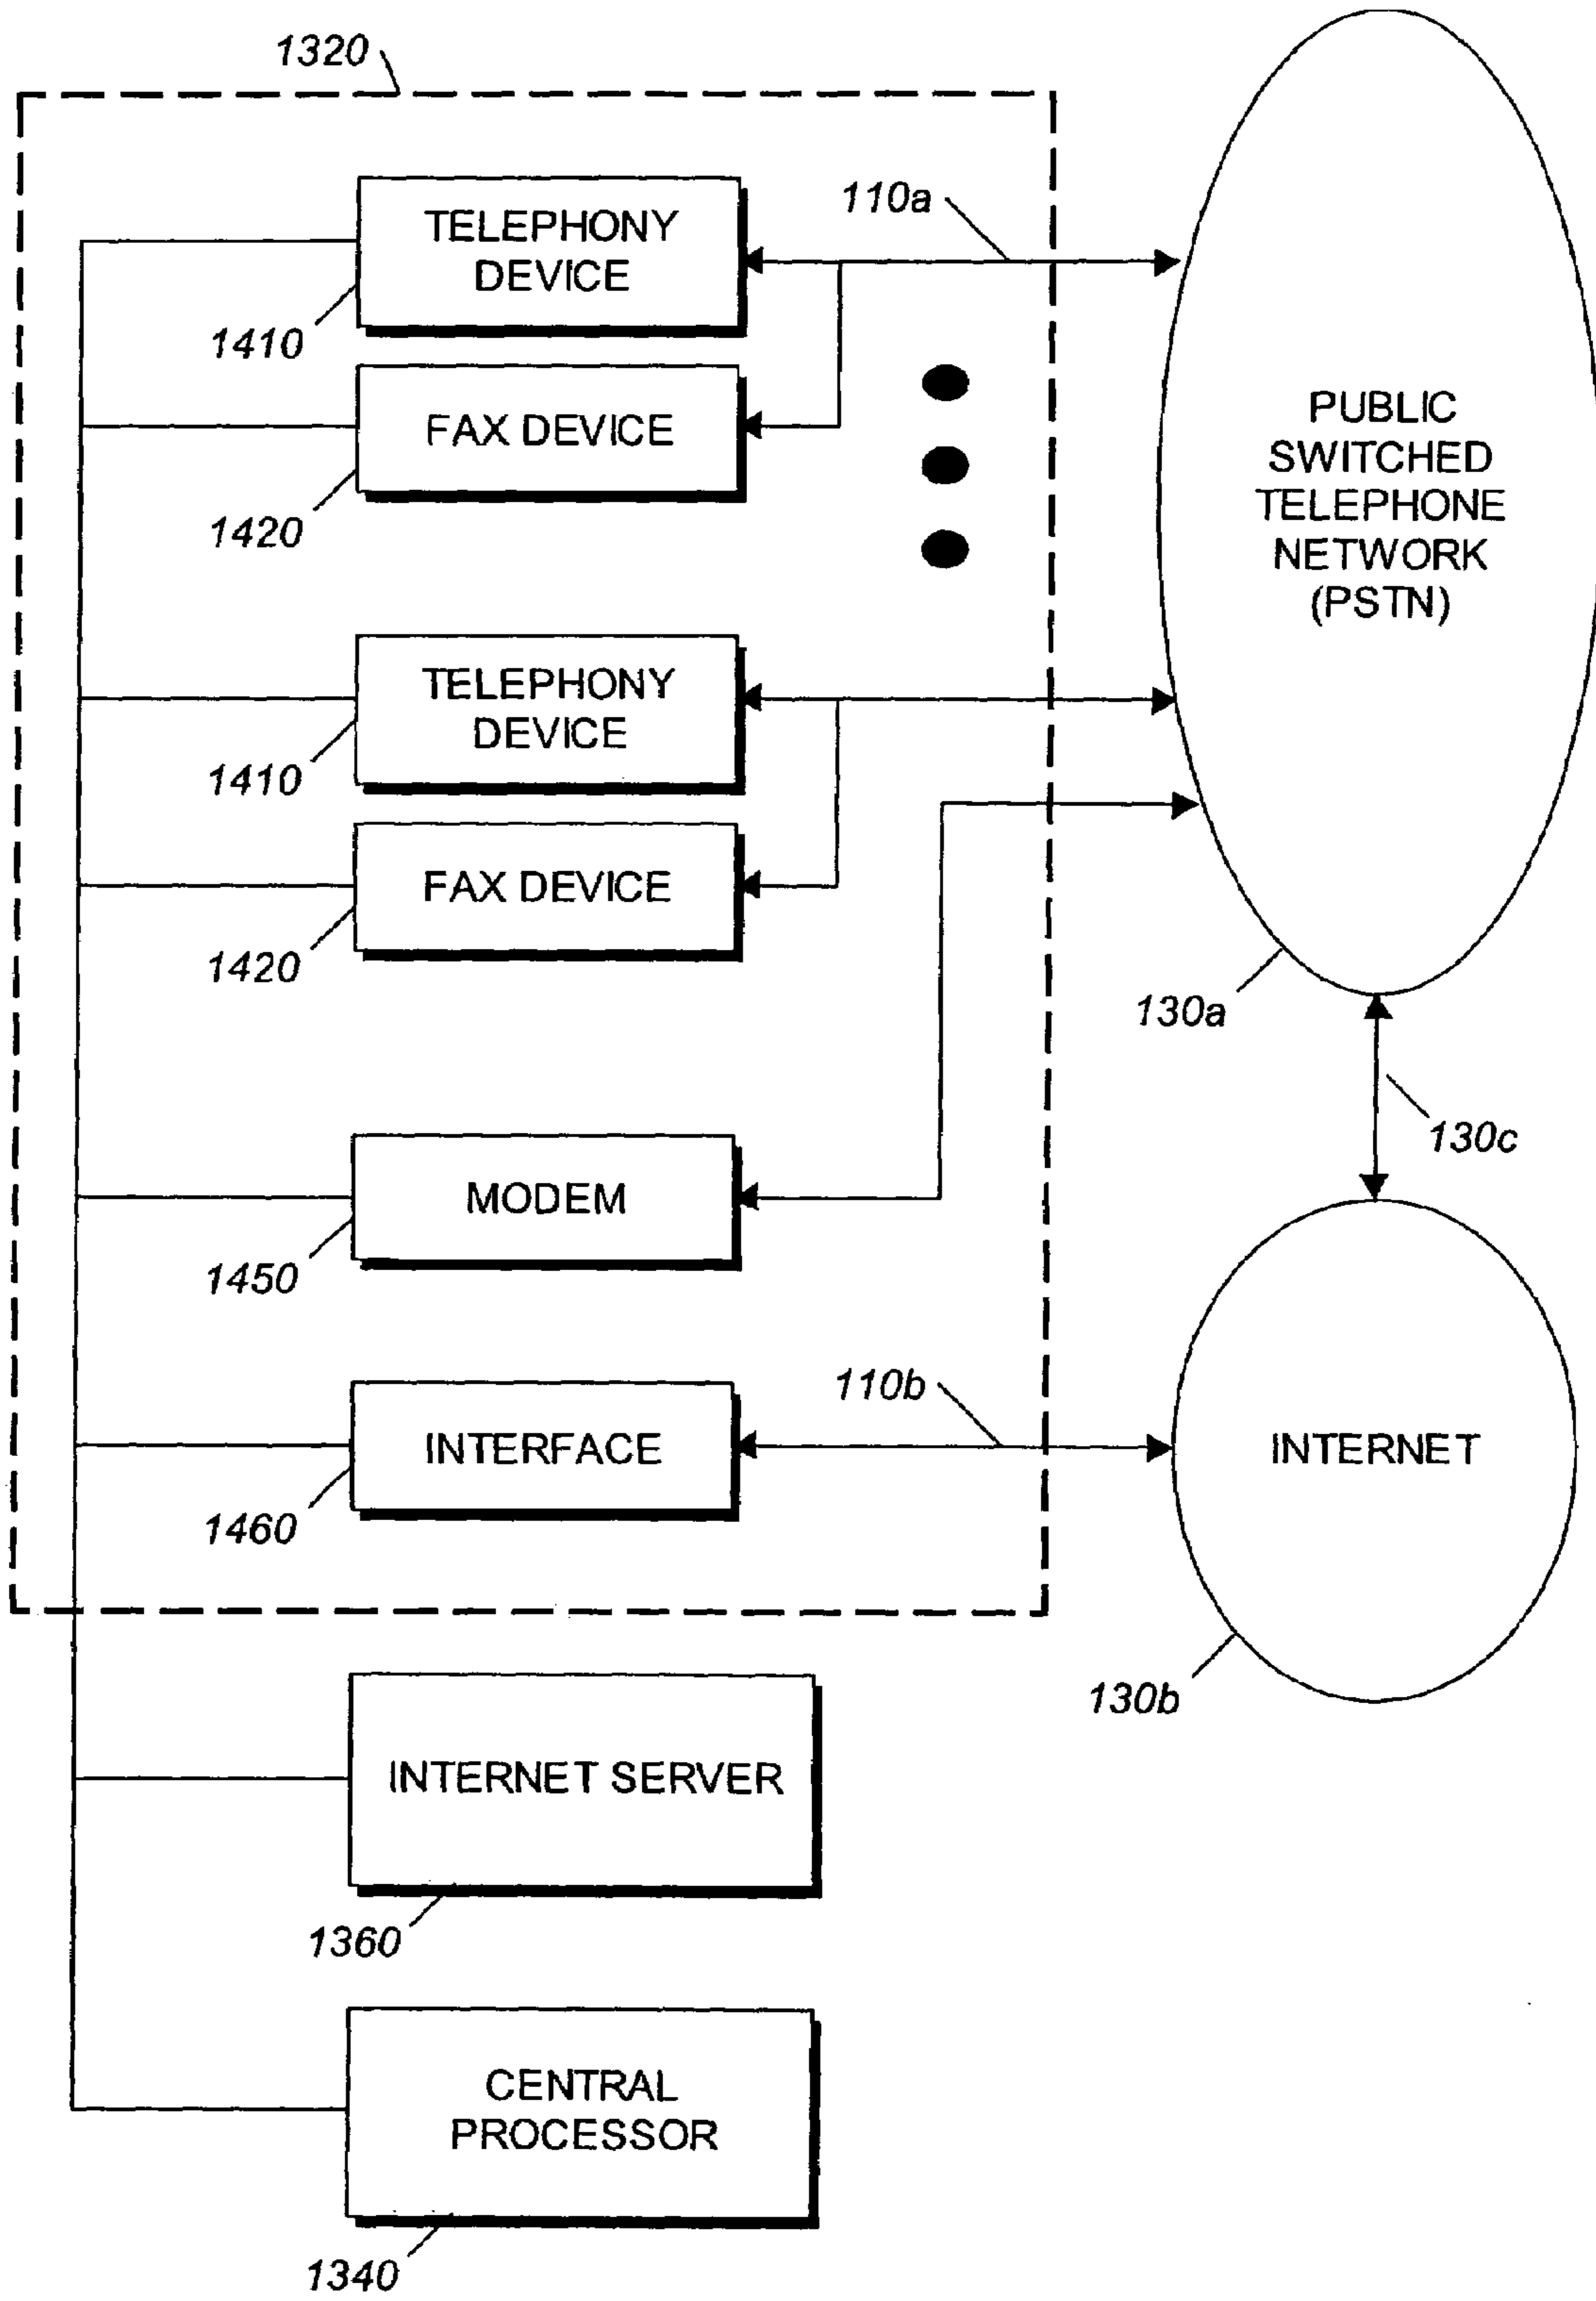 1320
TELEPHONY
DEVICE
110a
1410
FAX DEVICE
1420
PUBLIC
SWITCHED
TELEPHONE
NETWORK
(PSTN)
TELEPHONY
DEVICE
1410
FAX DEVICE
1420
130a
130c
MODEM
1450
110b
INTERFACE
1460
INTERNET
130b
INTERNET SERVER
1360
CENTRAL
PROCESSOR
1340